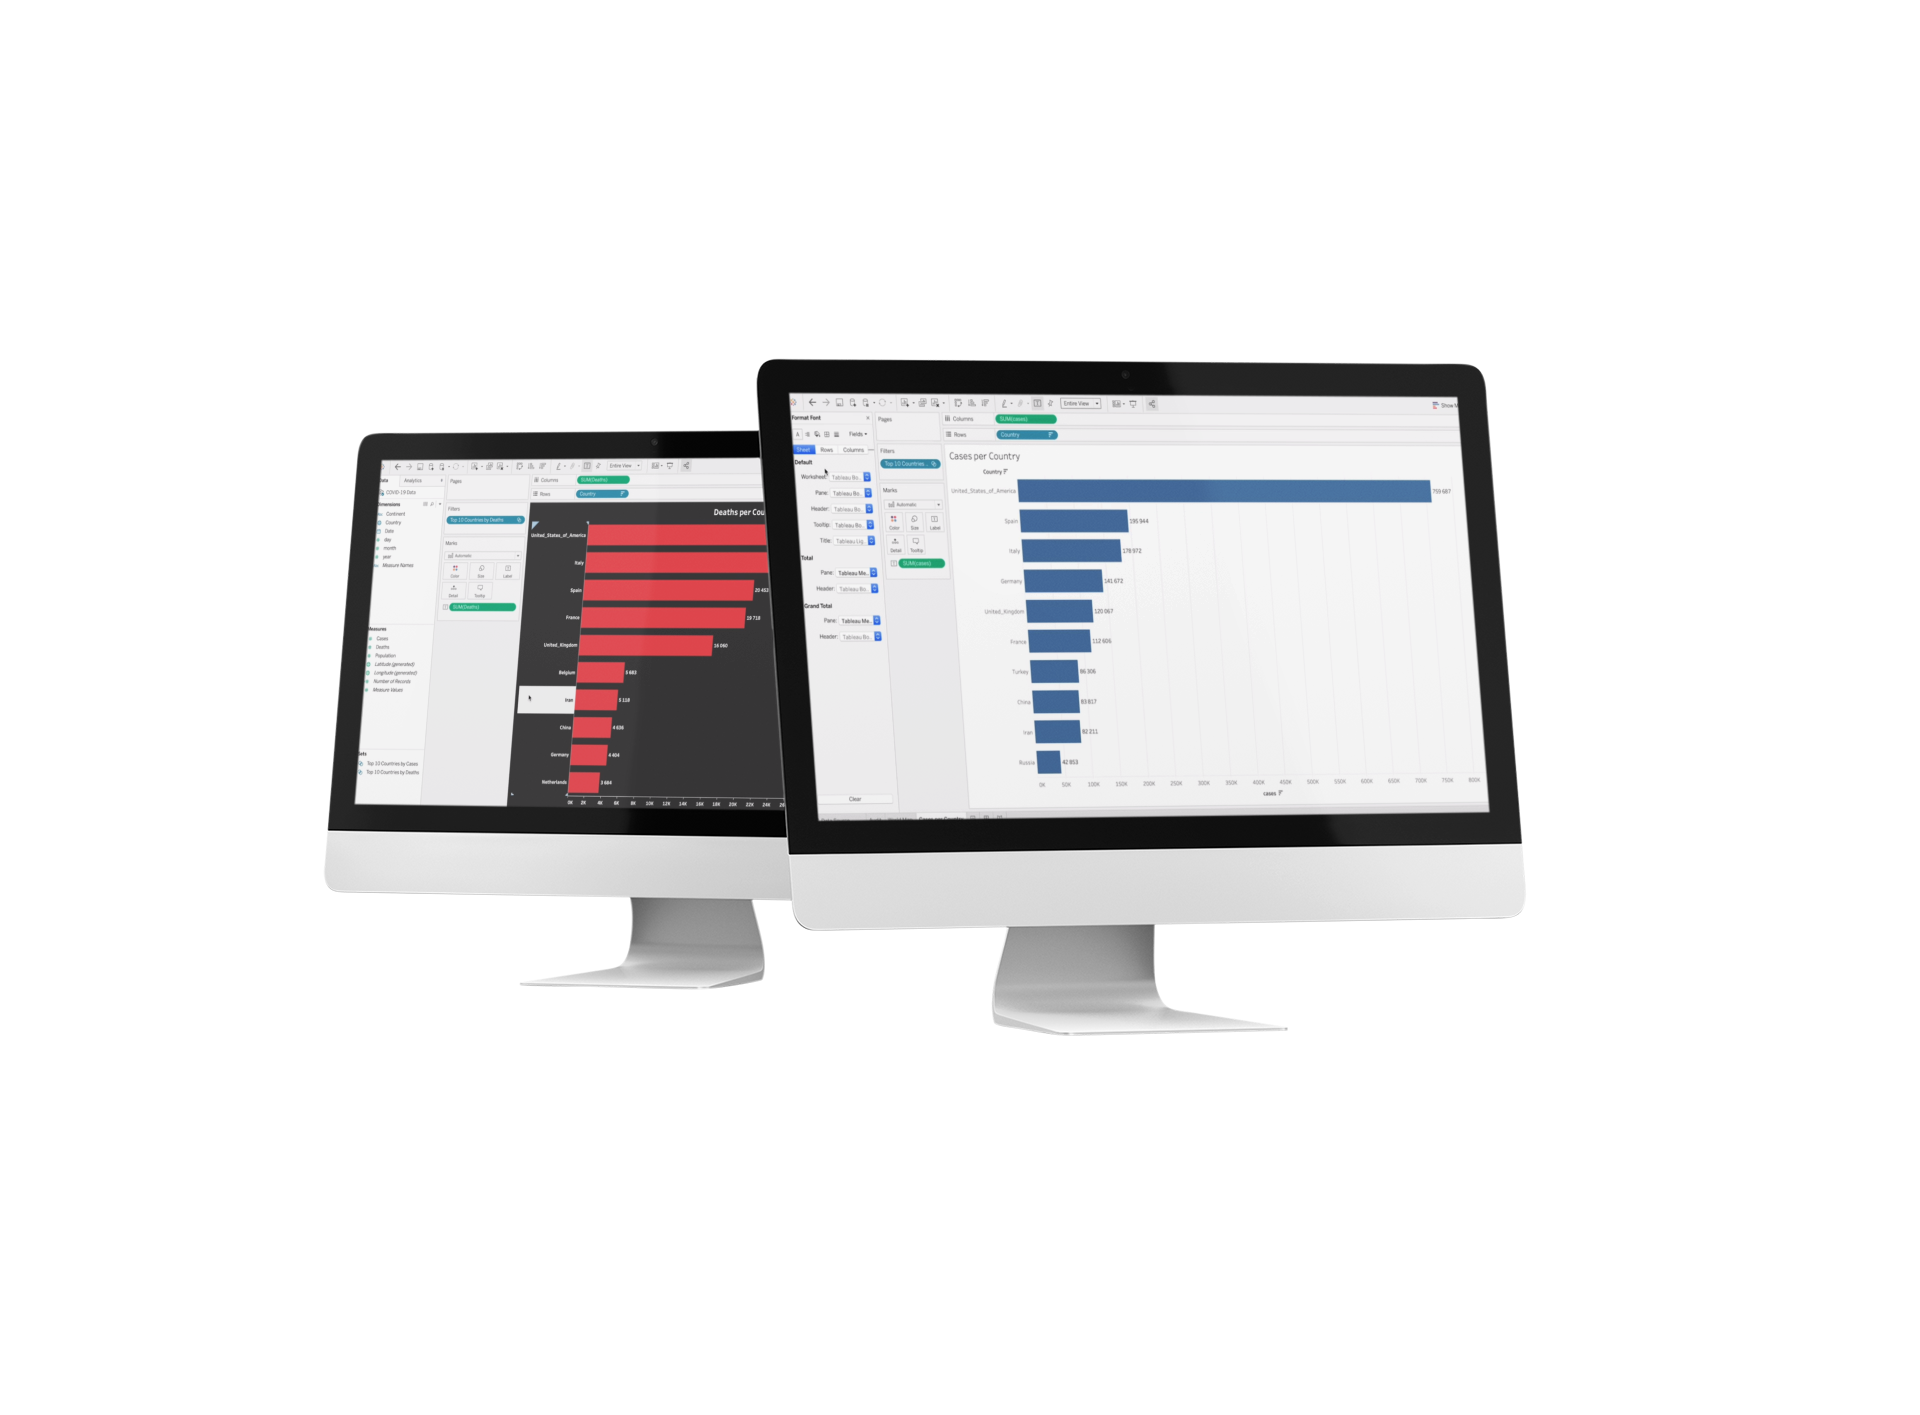 Data
Analytics
COVID-19 Data
Dimensions
Continent
Country
Date
day
month
year
Measure Names
Measures
Cases
Deaths
Population
Latitude (generated)
Longitude (generated)
Number of Records
Measure Values
Sets
Top 10 Countries by Cases
Top 10 Countries by Deaths
Pages
Filters
Top 10 Countries by Deaths
Marks
Automatic
Color Size Label
Detail Tooltip
SUM(Deaths)
Entire View
Columns SUM(Deaths)
Rows Country
Deaths per Cou
United_States_of_America
Italy
Spain 20 453
France 19 718
United_Kingdom 16 060
Belgium 5 683
Iran 5 118
China 4 636
Germany 4 404
Netherlands 3 684
0K 2K 4K 6K 8K 10K 12K 14K 16K 18K 20K 22K 24K
Format Font
Fields
Sheet Rows Columns
Default
Worksheet: Tableau Bo..
Pane: Tableau Bo..
Header: Tableau Bo..
Tooltip: Tableau Bo..
Title: Tableau Lig..
Total
Pane: Tableau Me..
Header: Tableau Bo..
Grand Total
Pane: Tableau Me..
Header: Tableau Bo..
Clear
Pages
Filters
Top 10 Countries ..
Marks
Automatic
Color Size Label
Detail Tooltip
SUM(cases)
Entire View
Show M
Columns SUM(cases)
Rows Country
Cases per Country
Country
United_States_of_America 759 687
Spain 195 944
Italy 178 972
Germany 141 672
United_Kingdom 120 067
France 112 606
Turkey 86 306
China 83 817
Iran 82 211
Russia 42 853
0K 50K 100K 150K 200K 250K 300K 350K 400K 450K 500K 550K 600K 650K 700K 750K 800K
cases
Cases per Country